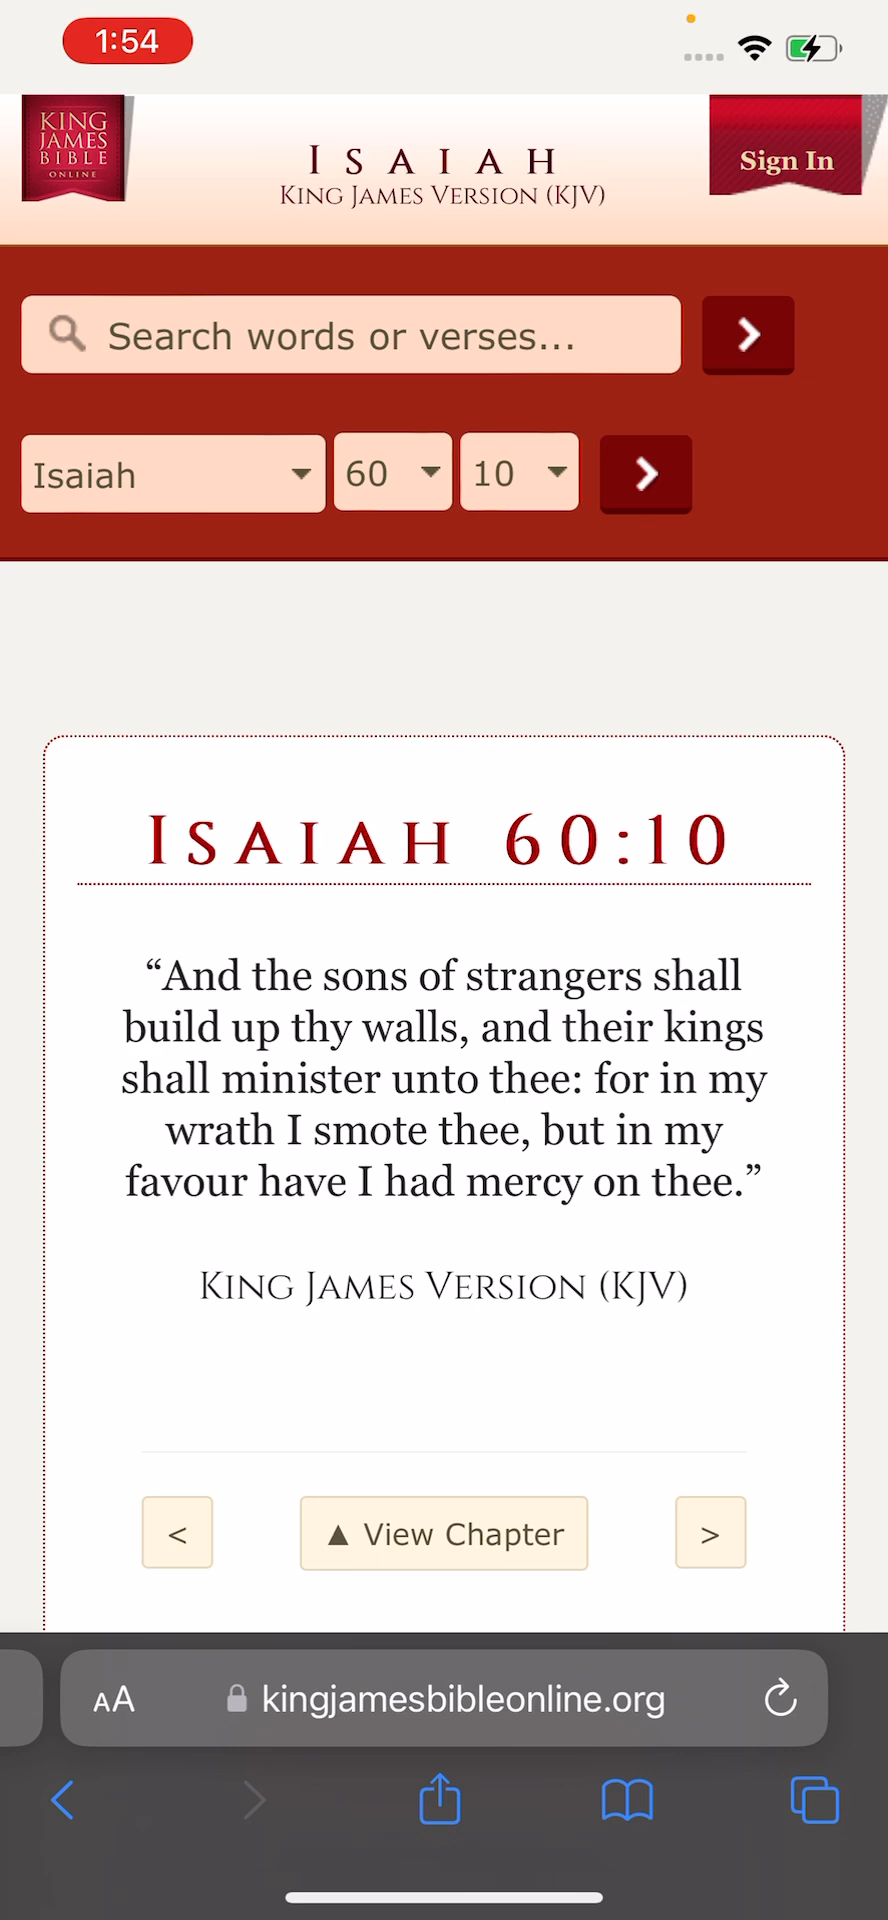 1:54
KING
JAMES
BIBLE
ONLINE
ISAIAH
KING JAMES VERSION (KJV)
Sign In
Search words or verses...
Isaiah
60
10
ISAIAH 60:10
“And the sons of strangers shall
build up thy walls, and their kings
shall minister unto thee: for in my
wrath I smote thee, but in my
favour have I had mercy on thee.”
KING JAMES VERSION (KJV)
<
▲ View Chapter
>
AA
kingjamesbibleonline.org